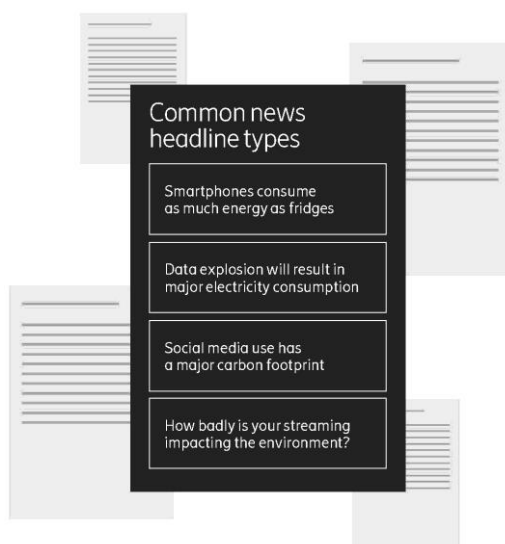 Common news
headline types
Smartphones consume
as much energy as fridges
Data explosion will result in
major electricity consumption
Social media use has
a major carbon footprint
How badly is your streaming
impacting the environment?